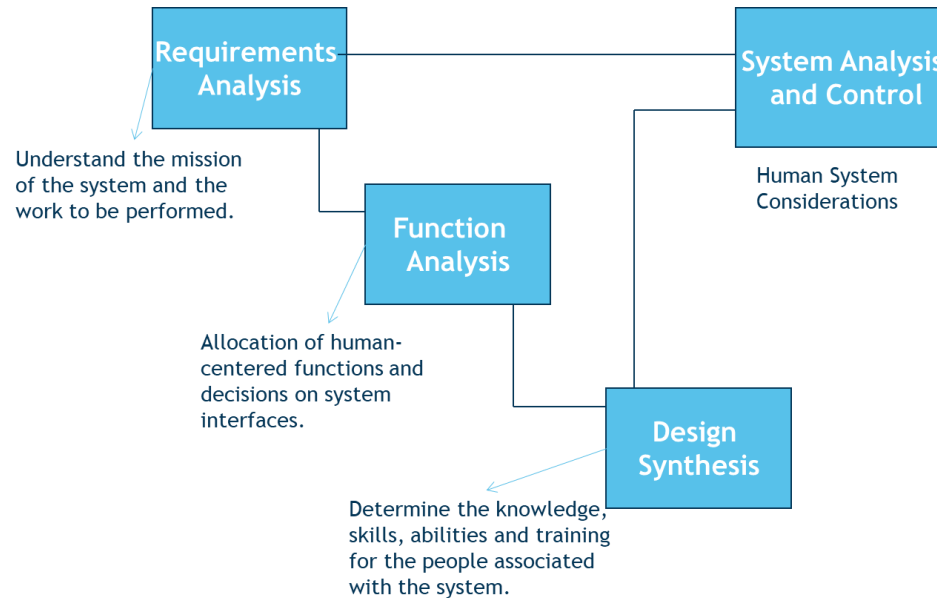 Requirements
Analysis
System Analysis
and Control
Understand the mission
of the system and the
work to be performed.
Human System
Considerations
Function
Analysis
Allocation of human-
centered functions and
decisions on system
interfaces.
Design
Synthesis
Determine the knowledge,
skills, abilities and training
for the people associated
with the system.